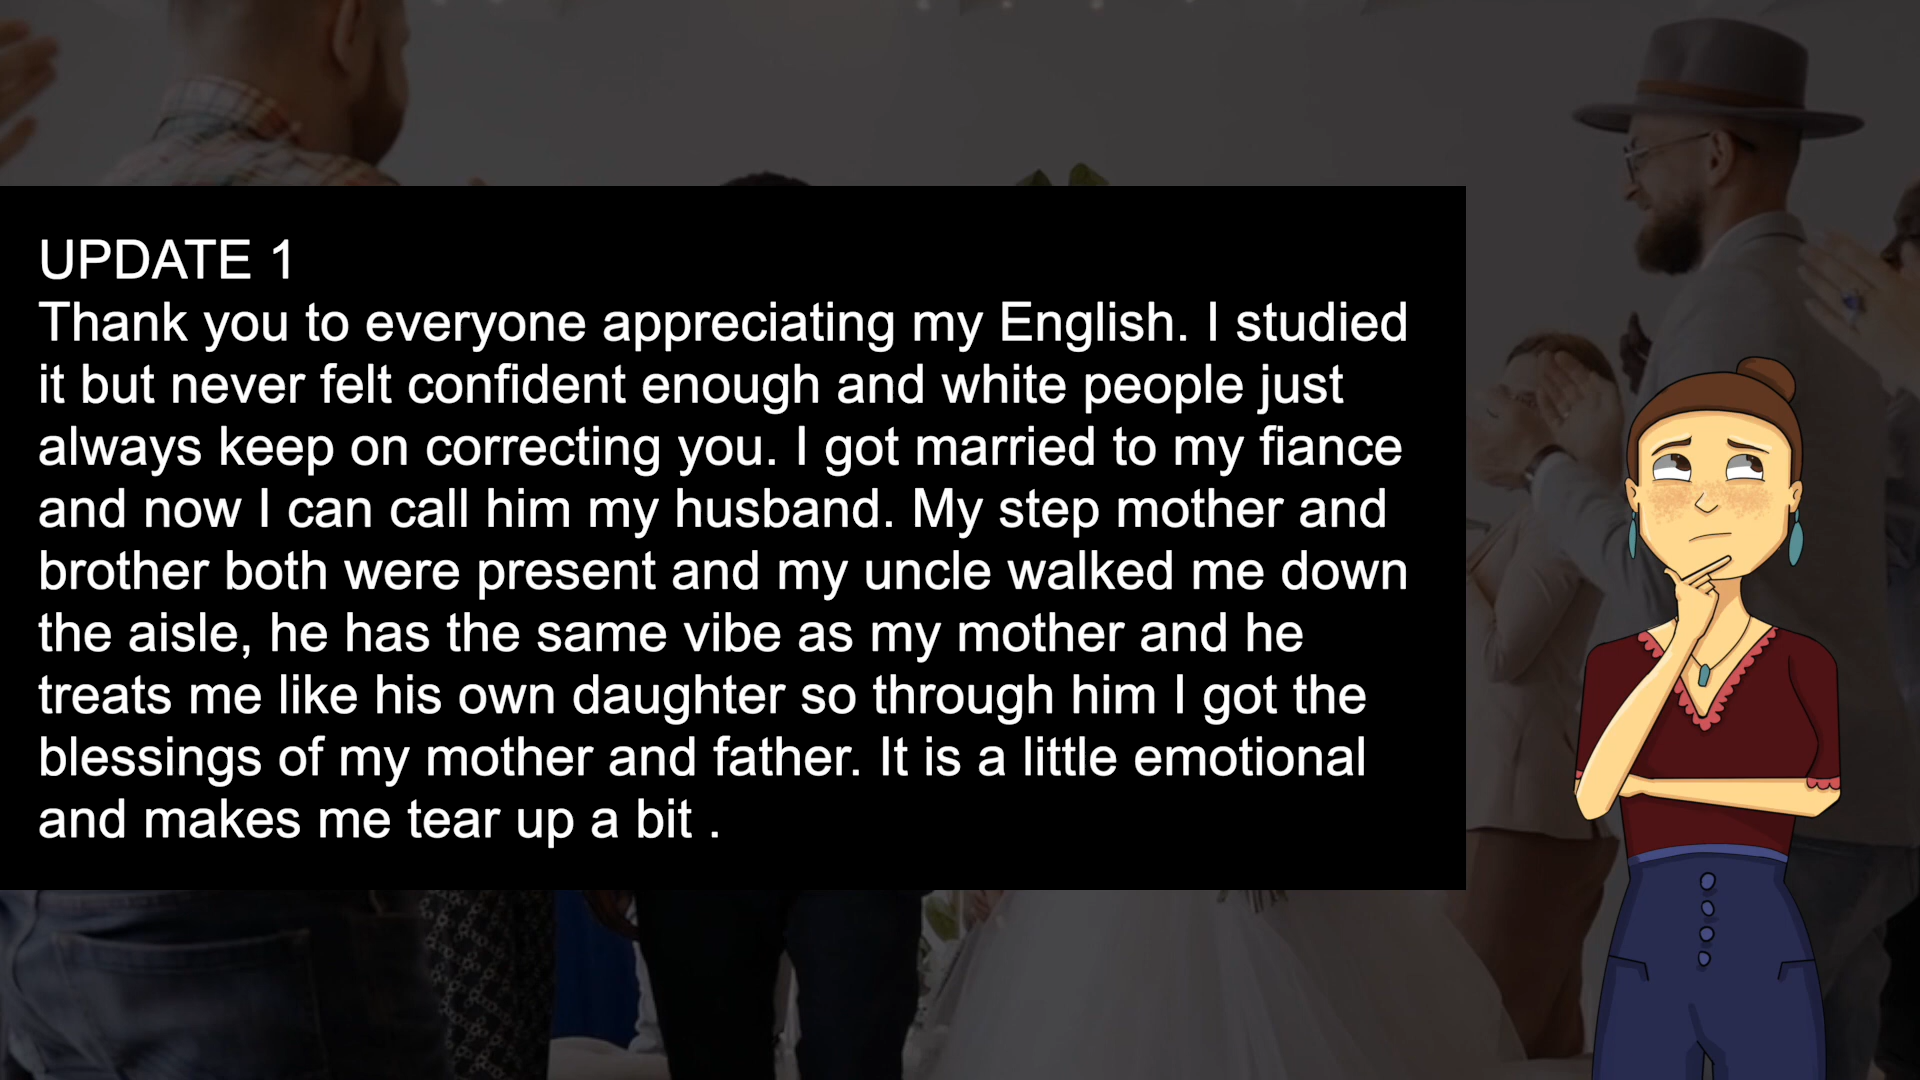 UPDATE 1
Thank you to everyone appreciating my English. I studied
it but never felt confident enough and white people just
always keep on correcting you. I got married to my fiance
and now I can call him my husband. My step mother and
brother both were present and my uncle walked me down
the aisle, he has the same vibe as my mother and he
treats me like his own daughter so through him I got the
blessings of my mother and father. It is a little emotional
and makes me tear up a bit .